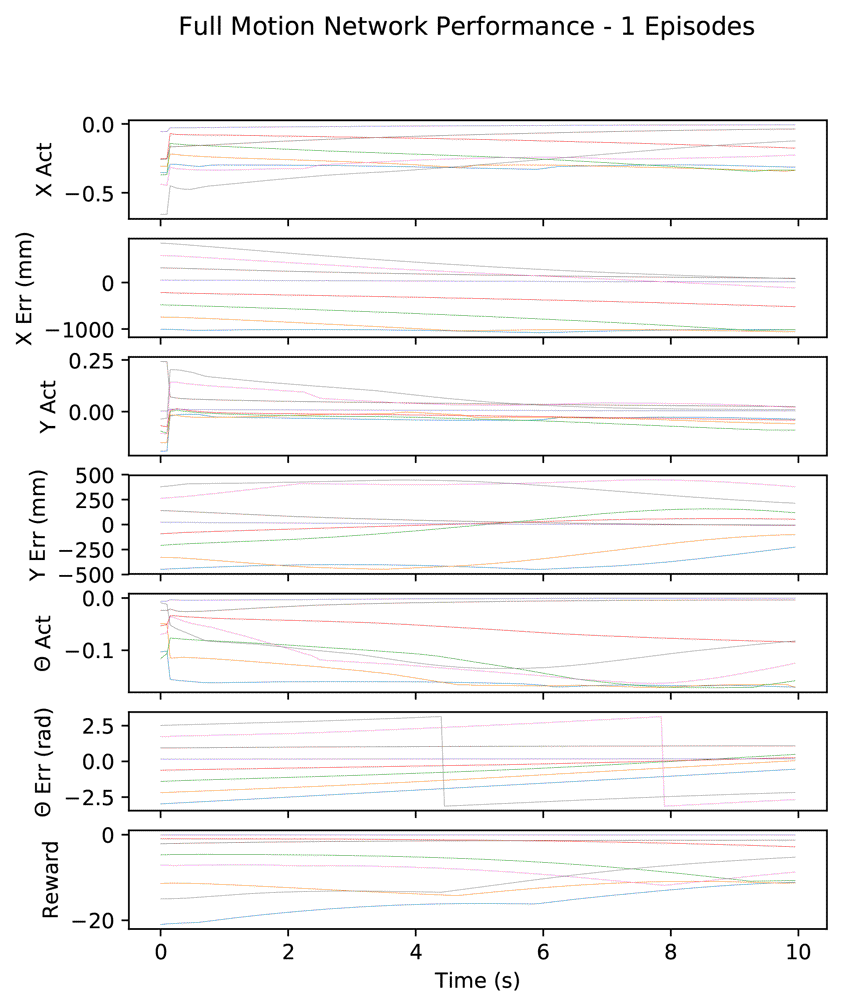 Full Motion Network Performance - 1 Episodes
0.0
−0.5
X Act
0
−1000
X Err (mm)
0.25
0.00
Y Act
500
250
0
−250
−500
Y Err (mm)
0.0
−0.1
Θ Act
2.5
0.0
−2.5
Θ Err (rad)
0
−20
Reward
0 2 4 6 8 10
Time (s)